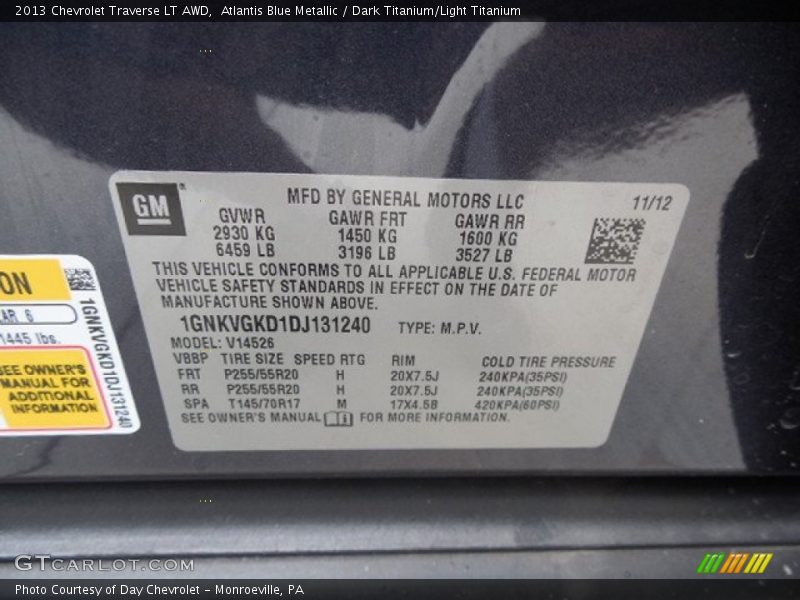 2013 Chevrolet Traverse LT AWD,  Atlantis Blue Metallic / Dark Titanium/Light Titanium
GM
MFD BY GENERAL MOTORS LLC 11/12
GVWR GAWR FRT GAWR RR
2930 KG 1450 KG 1600 KG
6459 LB 3196 LB 3527 LB
THIS VEHICLE CONFORMS TO ALL APPLICABLE U.S. FEDERAL MOTOR
VEHICLE SAFETY STANDARDS IN EFFECT ON THE DATE OF
MANUFACTURE SHOWN ABOVE.
1GNKVGKD1DJ131240 TYPE: M.P.V.
MODEL: V14526
VBBP TIRE SIZE SPEED RTG RIM COLD TIRE PRESSURE
FRT P255/55R20 H 20X7.5J 240KPA(35PSI)
RR P255/55R20 H 20X7.5J 240KPA(35PSI)
SPA T145/70R17 M 17X4.5B 420KPA(60PSI)
SEE OWNER'S MANUAL FOR MORE INFORMATION.
ON
EAR 6
1445 lbs.
SEE OWNER'S
MANUAL FOR
ADDITIONAL
INFORMATION
1GNKVGKD1DJ131240
GTCARLOT.COM
Photo Courtesy of Day Chevrolet – Monroeville, PA